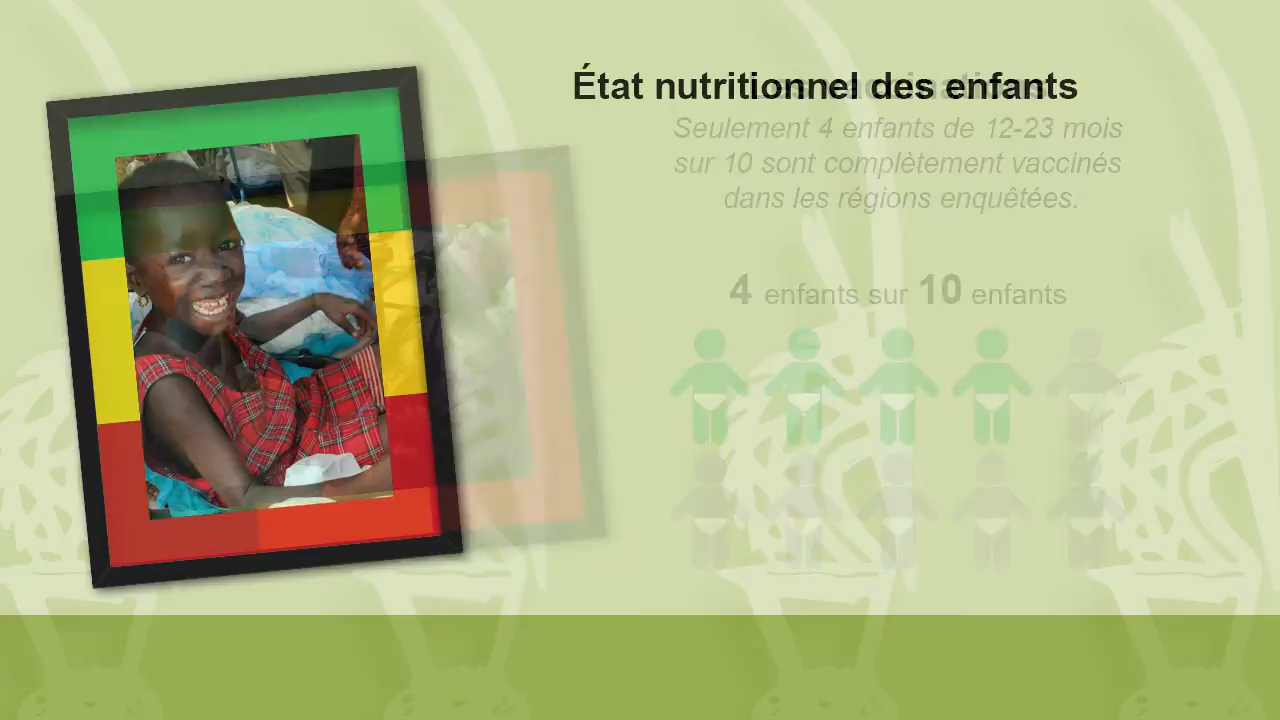 État nutritionnel des enfants
Seulement 4 enfants de 12-23 mois
sur 10 sont complètement vaccinés
dans les régions enquêtées.
4 enfants sur 10 enfants